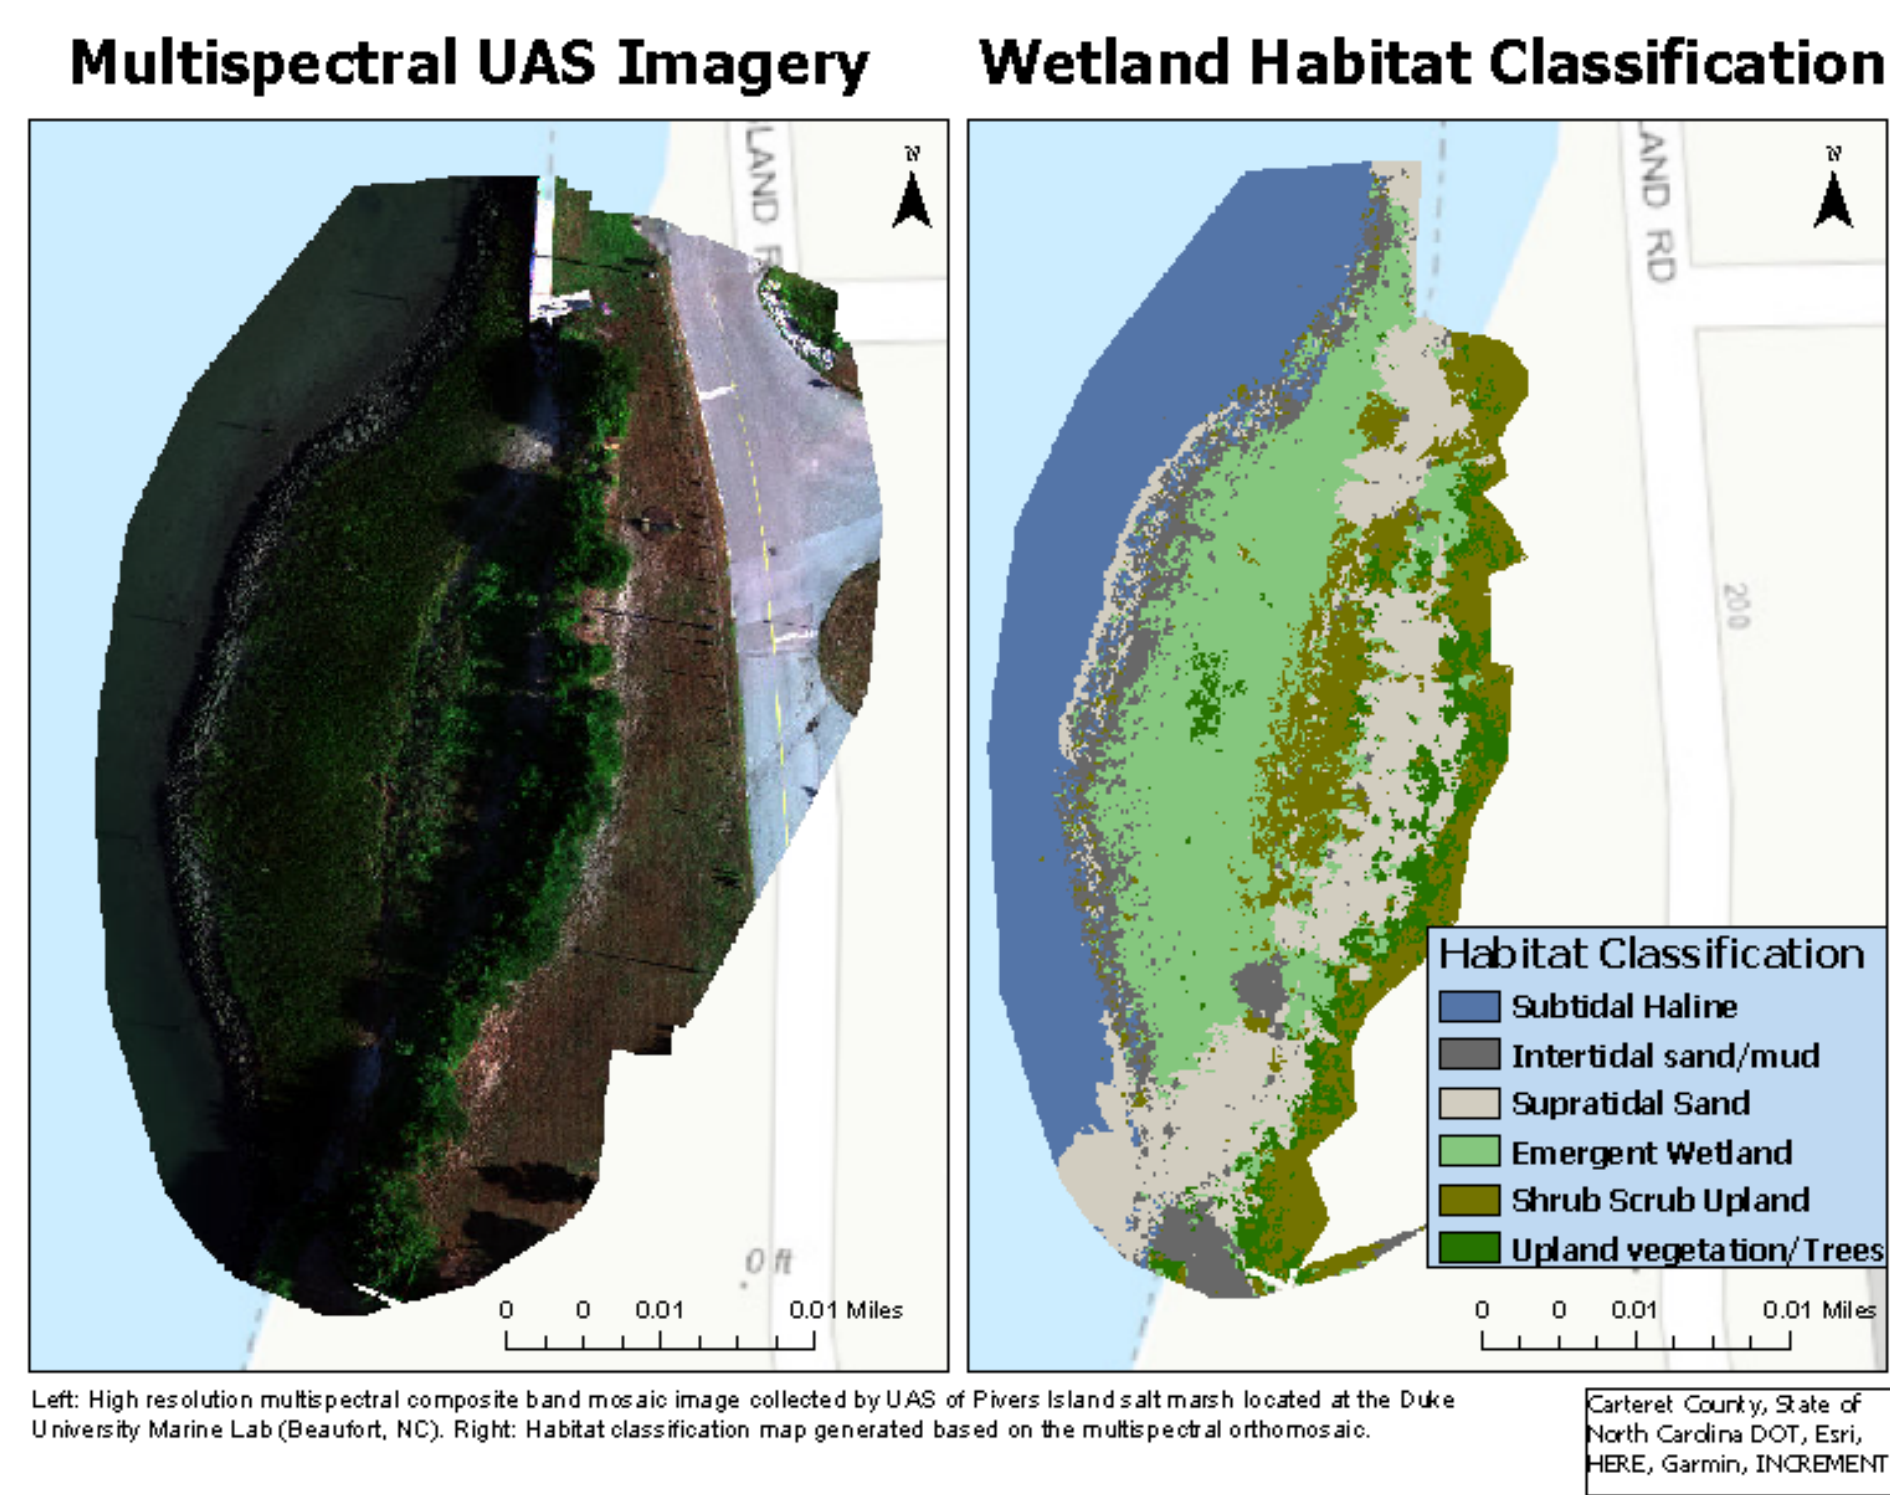 Multispectral UAS Imagery
Wetland Habitat Classification
LAND R
N
0 ft
0 0 0.01 0.01 Miles
LAND RD
N
200
Habitat Classification
Subtidal Haline
Intertidal sand/mud
Supratidal Sand
Emergent Wetland
Shrub Scrub Upland
Upland vegetation/Trees
0 0 0.01 0.01 Miles
Left: High resolution multispectral composite band mosaic image collected by UAS of Pivers Island salt marsh located at the Duke
University Marine Lab (Beaufort, NC). Right: Habitat classification map generated based on the multispectral orthomosaic.
Carteret County, State of
North Carolina DOT, Esri,
HERE, Garmin, INCREMENT